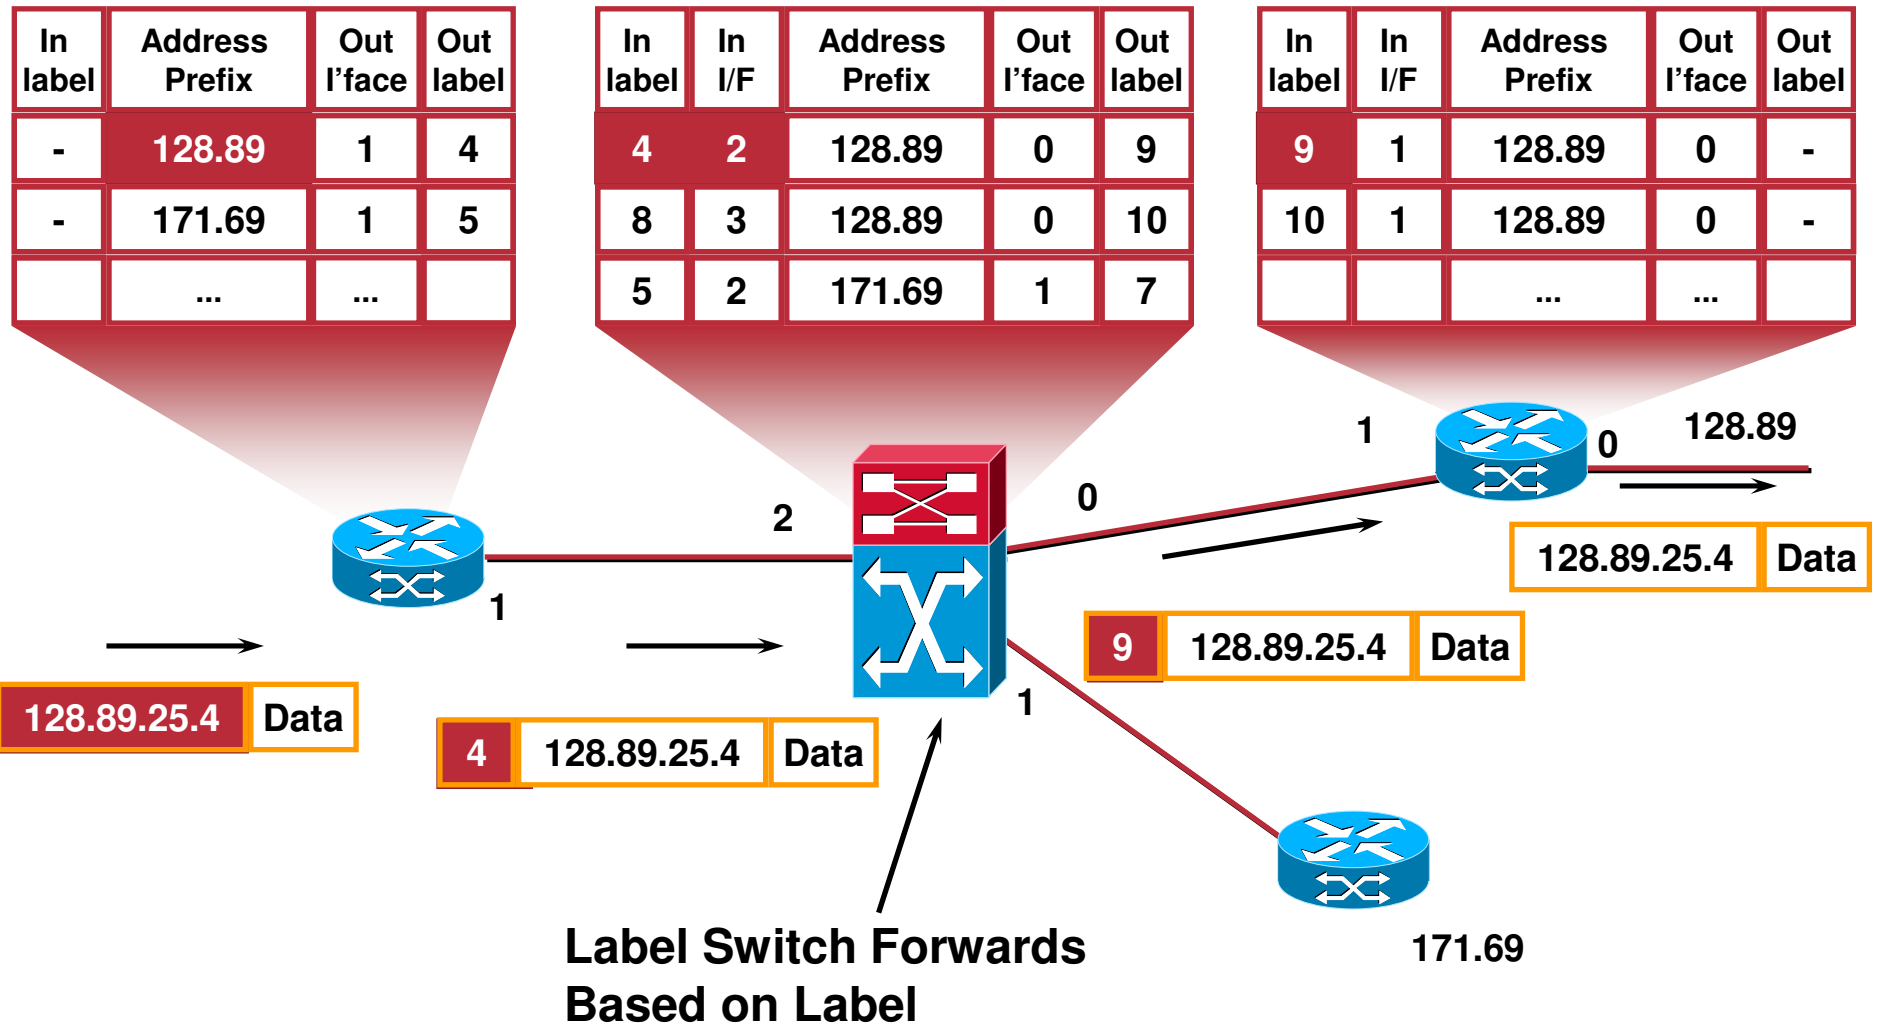 In label Address Prefix Out I’face Out label
- 128.89 1 4
- 171.69 1 5
... ...
In label In I/F Address Prefix Out I’face Out label
4 2 128.89 0 9
8 3 128.89 0 10
5 2 171.69 1 7
In label In I/F Address Prefix Out I’face Out label
9 1 128.89 0 -
10 1 128.89 0 -
... ...
1
0
128.89
2
0
1
128.89.25.4 Data
9 128.89.25.4 Data
1
128.89.25.4 Data
4 128.89.25.4 Data
Label Switch Forwards
Based on Label
171.69